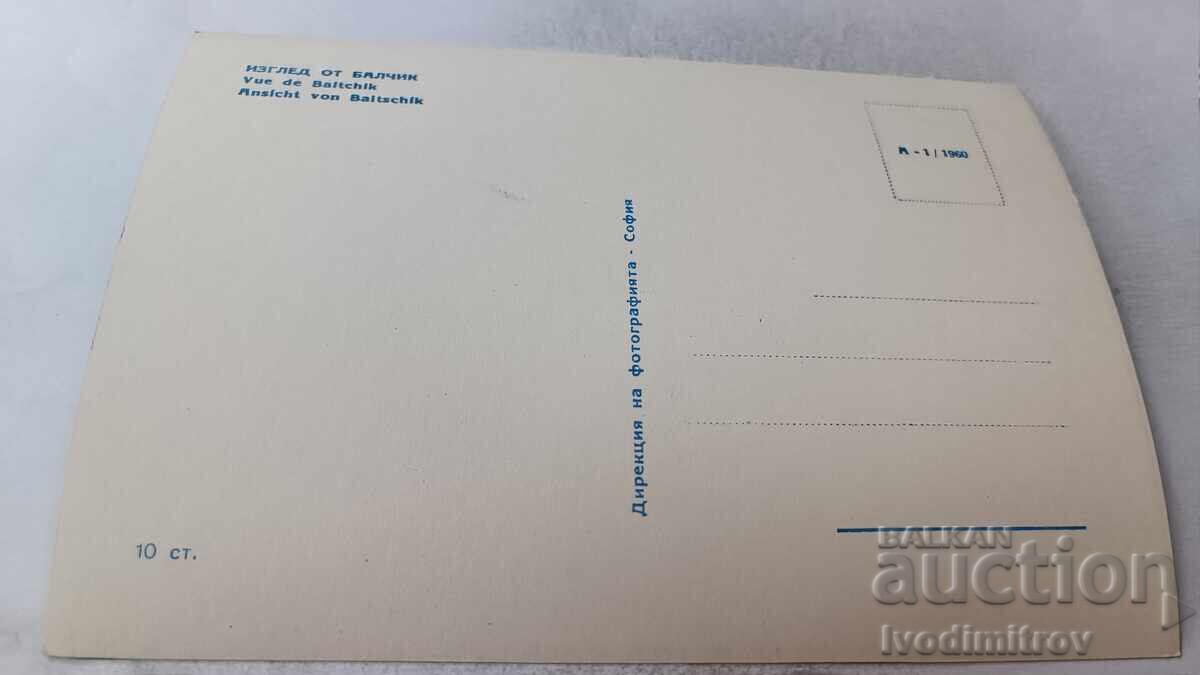 ИЗГЛЕД ОТ БАЛЧИК
Vue de Baltchik
Ansicht von Baltschik
А - 1 / 1960
Дирекция на фотографията - София
10 ст.
BALKAN
auction
Ivodimitrov